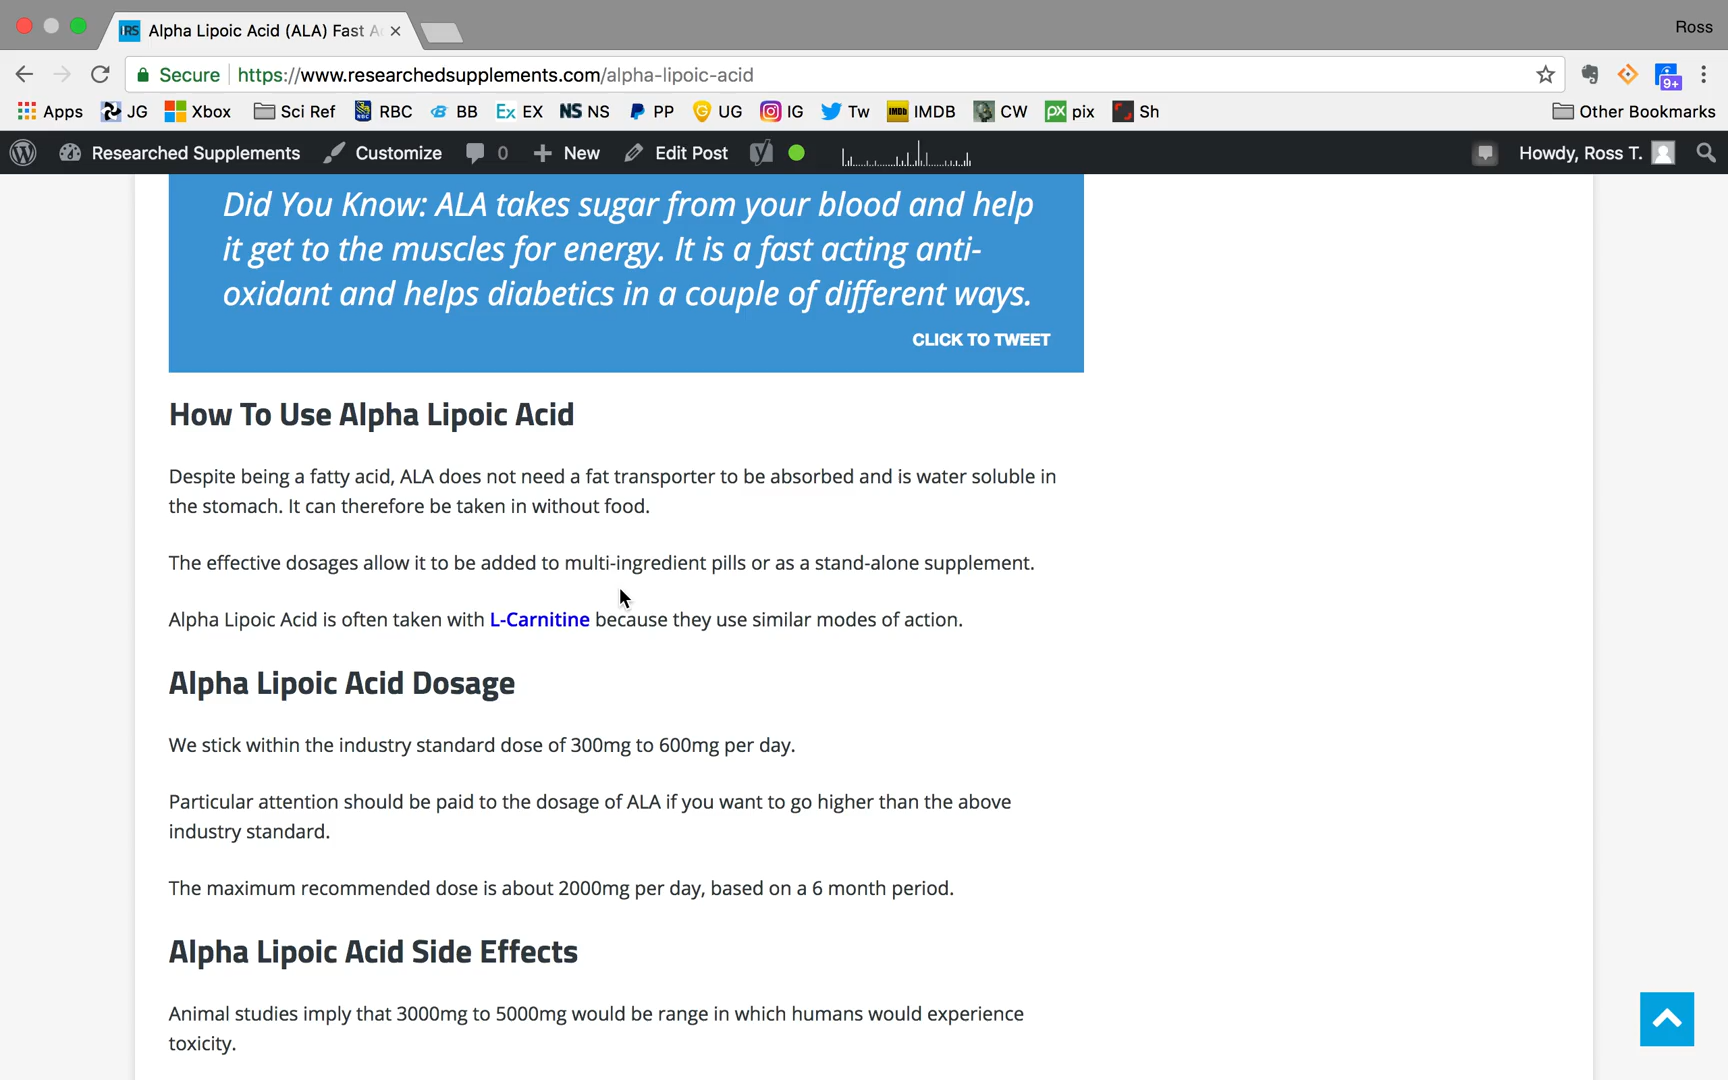 IRS Alpha Lipoic Acid (ALA) Fast A
Ross
Secure https://www.researchedsupplements.com/alpha-lipoic-acid
9+
Apps JG Xbox Sci Ref RBC BB Ex EX NS NS PP UG IG Tw IMDB IMDB CW px pix Sh Other Bookmarks
Researched Supplements Customize 0 New Edit Post Howdy, Ross T.
Did You Know: ALA takes sugar from your blood and help
it get to the muscles for energy. It is a fast acting anti-
oxidant and helps diabetics in a couple of different ways.
CLICK TO TWEET
How To Use Alpha Lipoic Acid
Despite being a fatty acid, ALA does not need a fat transporter to be absorbed and is water soluble in
the stomach. It can therefore be taken in without food.
The effective dosages allow it to be added to multi-ingredient pills or as a stand-alone supplement.
Alpha Lipoic Acid is often taken with L-Carnitine because they use similar modes of action.
Alpha Lipoic Acid Dosage
We stick within the industry standard dose of 300mg to 600mg per day.
Particular attention should be paid to the dosage of ALA if you want to go higher than the above
industry standard.
The maximum recommended dose is about 2000mg per day, based on a 6 month period.
Alpha Lipoic Acid Side Effects
Animal studies imply that 3000mg to 5000mg would be range in which humans would experience
toxicity.